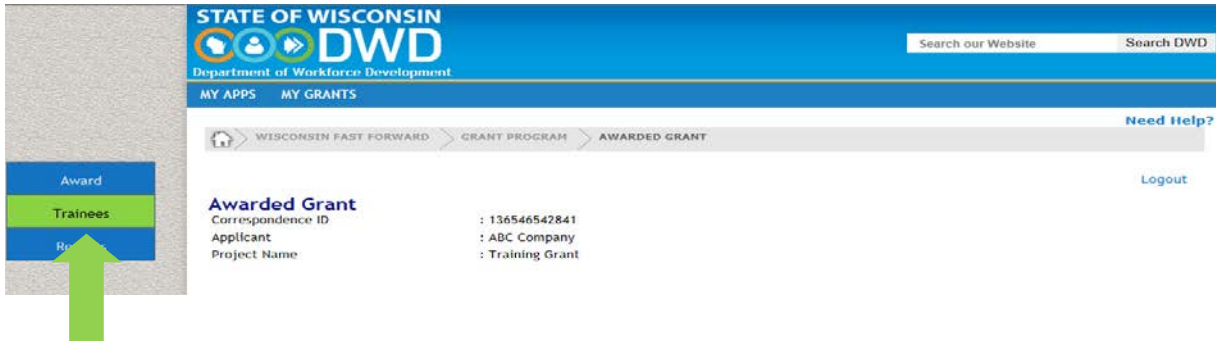 STATE OF WISCONSIN
DWD
Department of Workforce Development
Search our Website
Search DWD
MY APPS MY GRANTS
Need Help?
WISCONSIN FAST FORWARD GRANT PROGRAM AWARDED GRANT
Logout
Award
Trainees
Awarded Grant
Correspondence ID : 136546542841
Applicant : ABC Company
Project Name : Training Grant